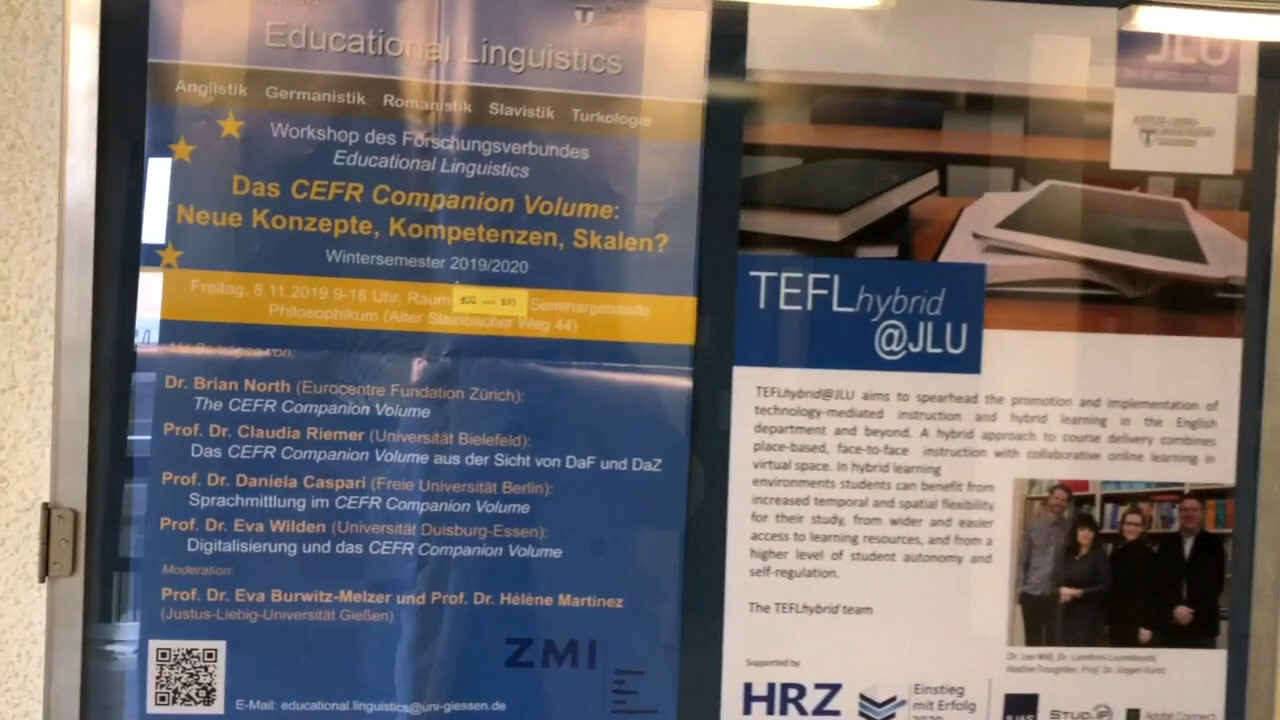 Educational Linguistics
Anglistik Germanistik Romanistik Slavistik Turkologie
Workshop des Forschungsverbundes
Educational Linguistics
Das CEFR Companion Volume:
Neue Konzepte, Kompetenzen, Skalen?
Wintersemester 2019/2020
Freitag, 8 11.2019 9-16 Uhr, Raum Seminargebäude
Philosophikum (Alter Steinbacher Weg 44)
Mit Beiträgen von:
Dr. Brian North (Eurocentre Fundation Zürich):
The CEFR Companion Volume
Prof. Dr. Claudia Riemer (Universität Bielefeld):
Das CEFR Companion Volume aus der Sicht von DaF und DaZ
Prof. Dr. Daniela Caspari (Freie Universität Berlin):
Sprachmittlung im CEFR Companion Volume
Prof. Dr. Eva Wilden (Universität Duisburg-Essen):
Digitalisierung und das CEFR Companion Volume
Moderation:
Prof. Dr. Eva Burwitz-Melzer und Prof. Dr. Hélène Martinez
(Justus-Liebig-Universität Gießen)
ZMI
E-Mail: educational.linguistics@uni-giessen.de
JLU
TEFLhybrid
@JLU
TEFLhybrid@JLU aims to spearhead the promotion and implementation of
technology-mediated instruction and hybrid learning in the English
department and beyond. A hybrid approach to course delivery combines
place-based, face-to-face instruction with collaborative online learning in
virtual space. In hybrid learning
environments students can benefit from
increased temporal and spatial flexibility
for their study, from wider and easier
access to learning resources, and from a
higher level of student autonomy and
self-regulation.
The TEFLhybrid team
Supported by
HRZ
Einstieg
mit Erfolg
2020